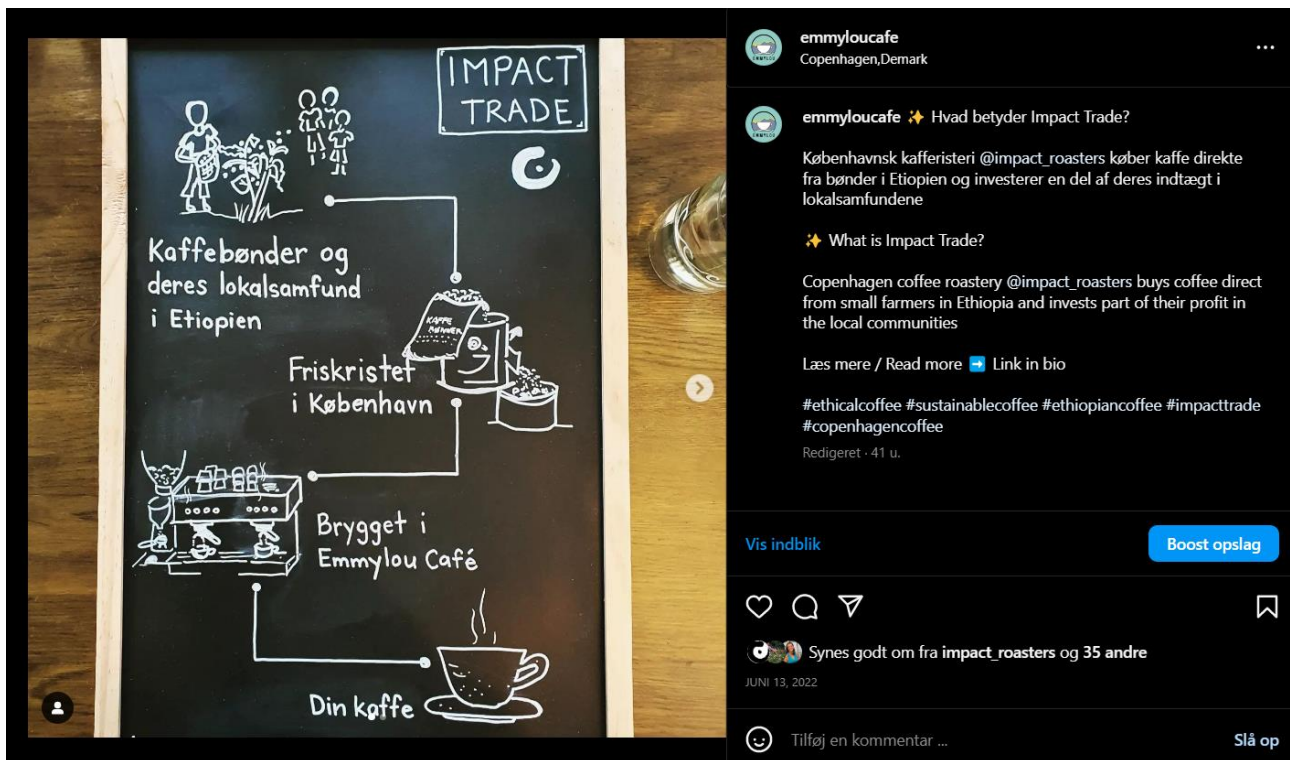 IMPACT
TRADE
Kaffebønder og
deres lokalsamfund
i Etiopien
KAFFE
BØNNER
Friskristet
i København
Brygget i
Emmylou Café
Din kaffe
emmyloucafe
Copenhagen,Demark
emmyloucafe ✨ Hvad betyder Impact Trade?
Københavnsk kafferisteri @impact_roasters køber kaffe direkte
fra bønder i Etiopien og investerer en del af deres indtægt i
lokalsamfundene
✨ What is Impact Trade?
Copenhagen coffee roastery @impact_roasters buys coffee direct
from small farmers in Ethiopia and invests part of their profit in
the local communities
Læs mere / Read more ➡️ Link in bio
#ethicalcoffee #sustainablecoffee #ethiopiancoffee #impacttrade
#copenhagencoffee
Redigeret · 41 u.
Vis indblik
Boost opslag
Synes godt om fra impact_roasters og 35 andre
JUNI 13, 2022
Tilføj en kommentar ...
Slå op